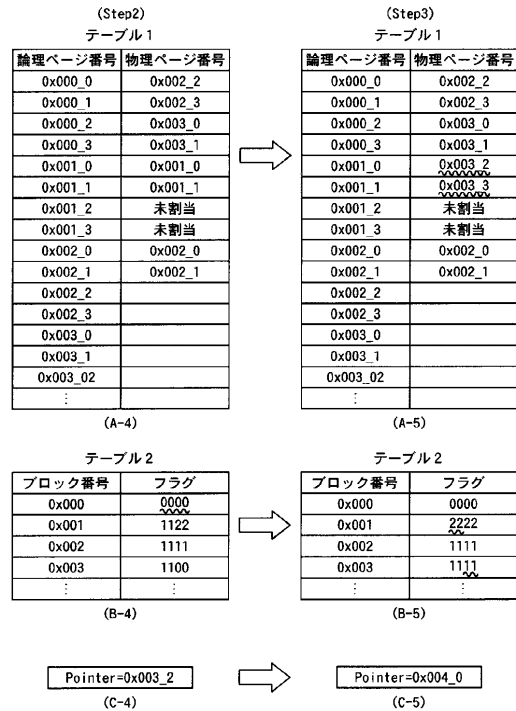 (Step2)
テーブル1
論理ページ番号 物理ページ番号
0x000_0 0x002_2
0x000_1 0x002_3
0x000_2 0x003_0
0x000_3 0x003_1
0x001_0 0x001_0
0x001_1 0x001_1
0x001_2 未割当
0x001_3 未割当
0x002_0 0x002_0
0x002_1 0x002_1
0x002_2
0x002_3
0x003_0
0x003_1
0x003_02
⋮
(A-4)
(Step3)
テーブル1
論理ページ番号 物理ページ番号
0x000_0 0x002_2
0x000_1 0x002_3
0x000_2 0x003_0
0x000_3 0x003_1
0x001_0 0x003_2
0x001_1 0x003_3
0x001_2 未割当
0x001_3 未割当
0x002_0 0x002_0
0x002_1 0x002_1
0x002_2
0x002_3
0x003_0
0x003_1
0x003_02
⋮
(A-5)
テーブル2
ブロック番号 フラグ
0x000 0000
0x001 1122
0x002 1111
0x003 1100
⋮ ⋮
(B-4)
テーブル2
ブロック番号 フラグ
0x000 0000
0x001 2222
0x002 1111
0x003 1111
⋮ ⋮
(B-5)
Pointer=0x003_2
(C-4)
Pointer=0x004_0
(C-5)